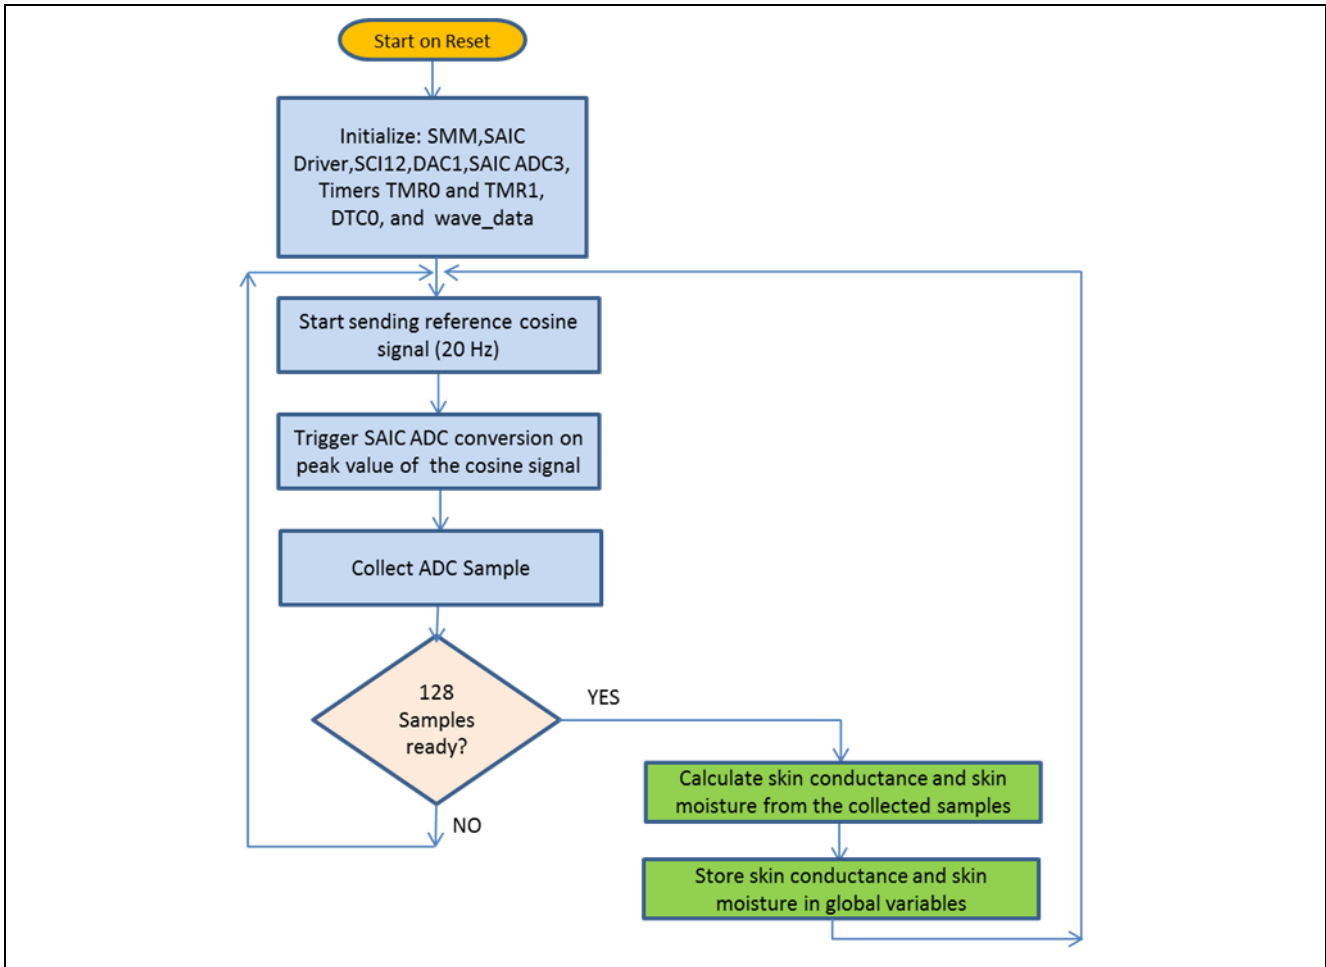 Start on Reset
Initialize: SMM,SAIC
Driver,SCI12,DAC1,SAIC ADC3,
Timers TMR0 and TMR1,
DTC0, and wave_data
Start sending reference cosine
signal (20 Hz)
Trigger SAIC ADC conversion on
peak value of the cosine signal
Collect ADC Sample
128
Samples
ready?
YES
NO
Calculate skin conductance and skin
moisture from the collected samples
Store skin conductance and skin
moisture in global variables